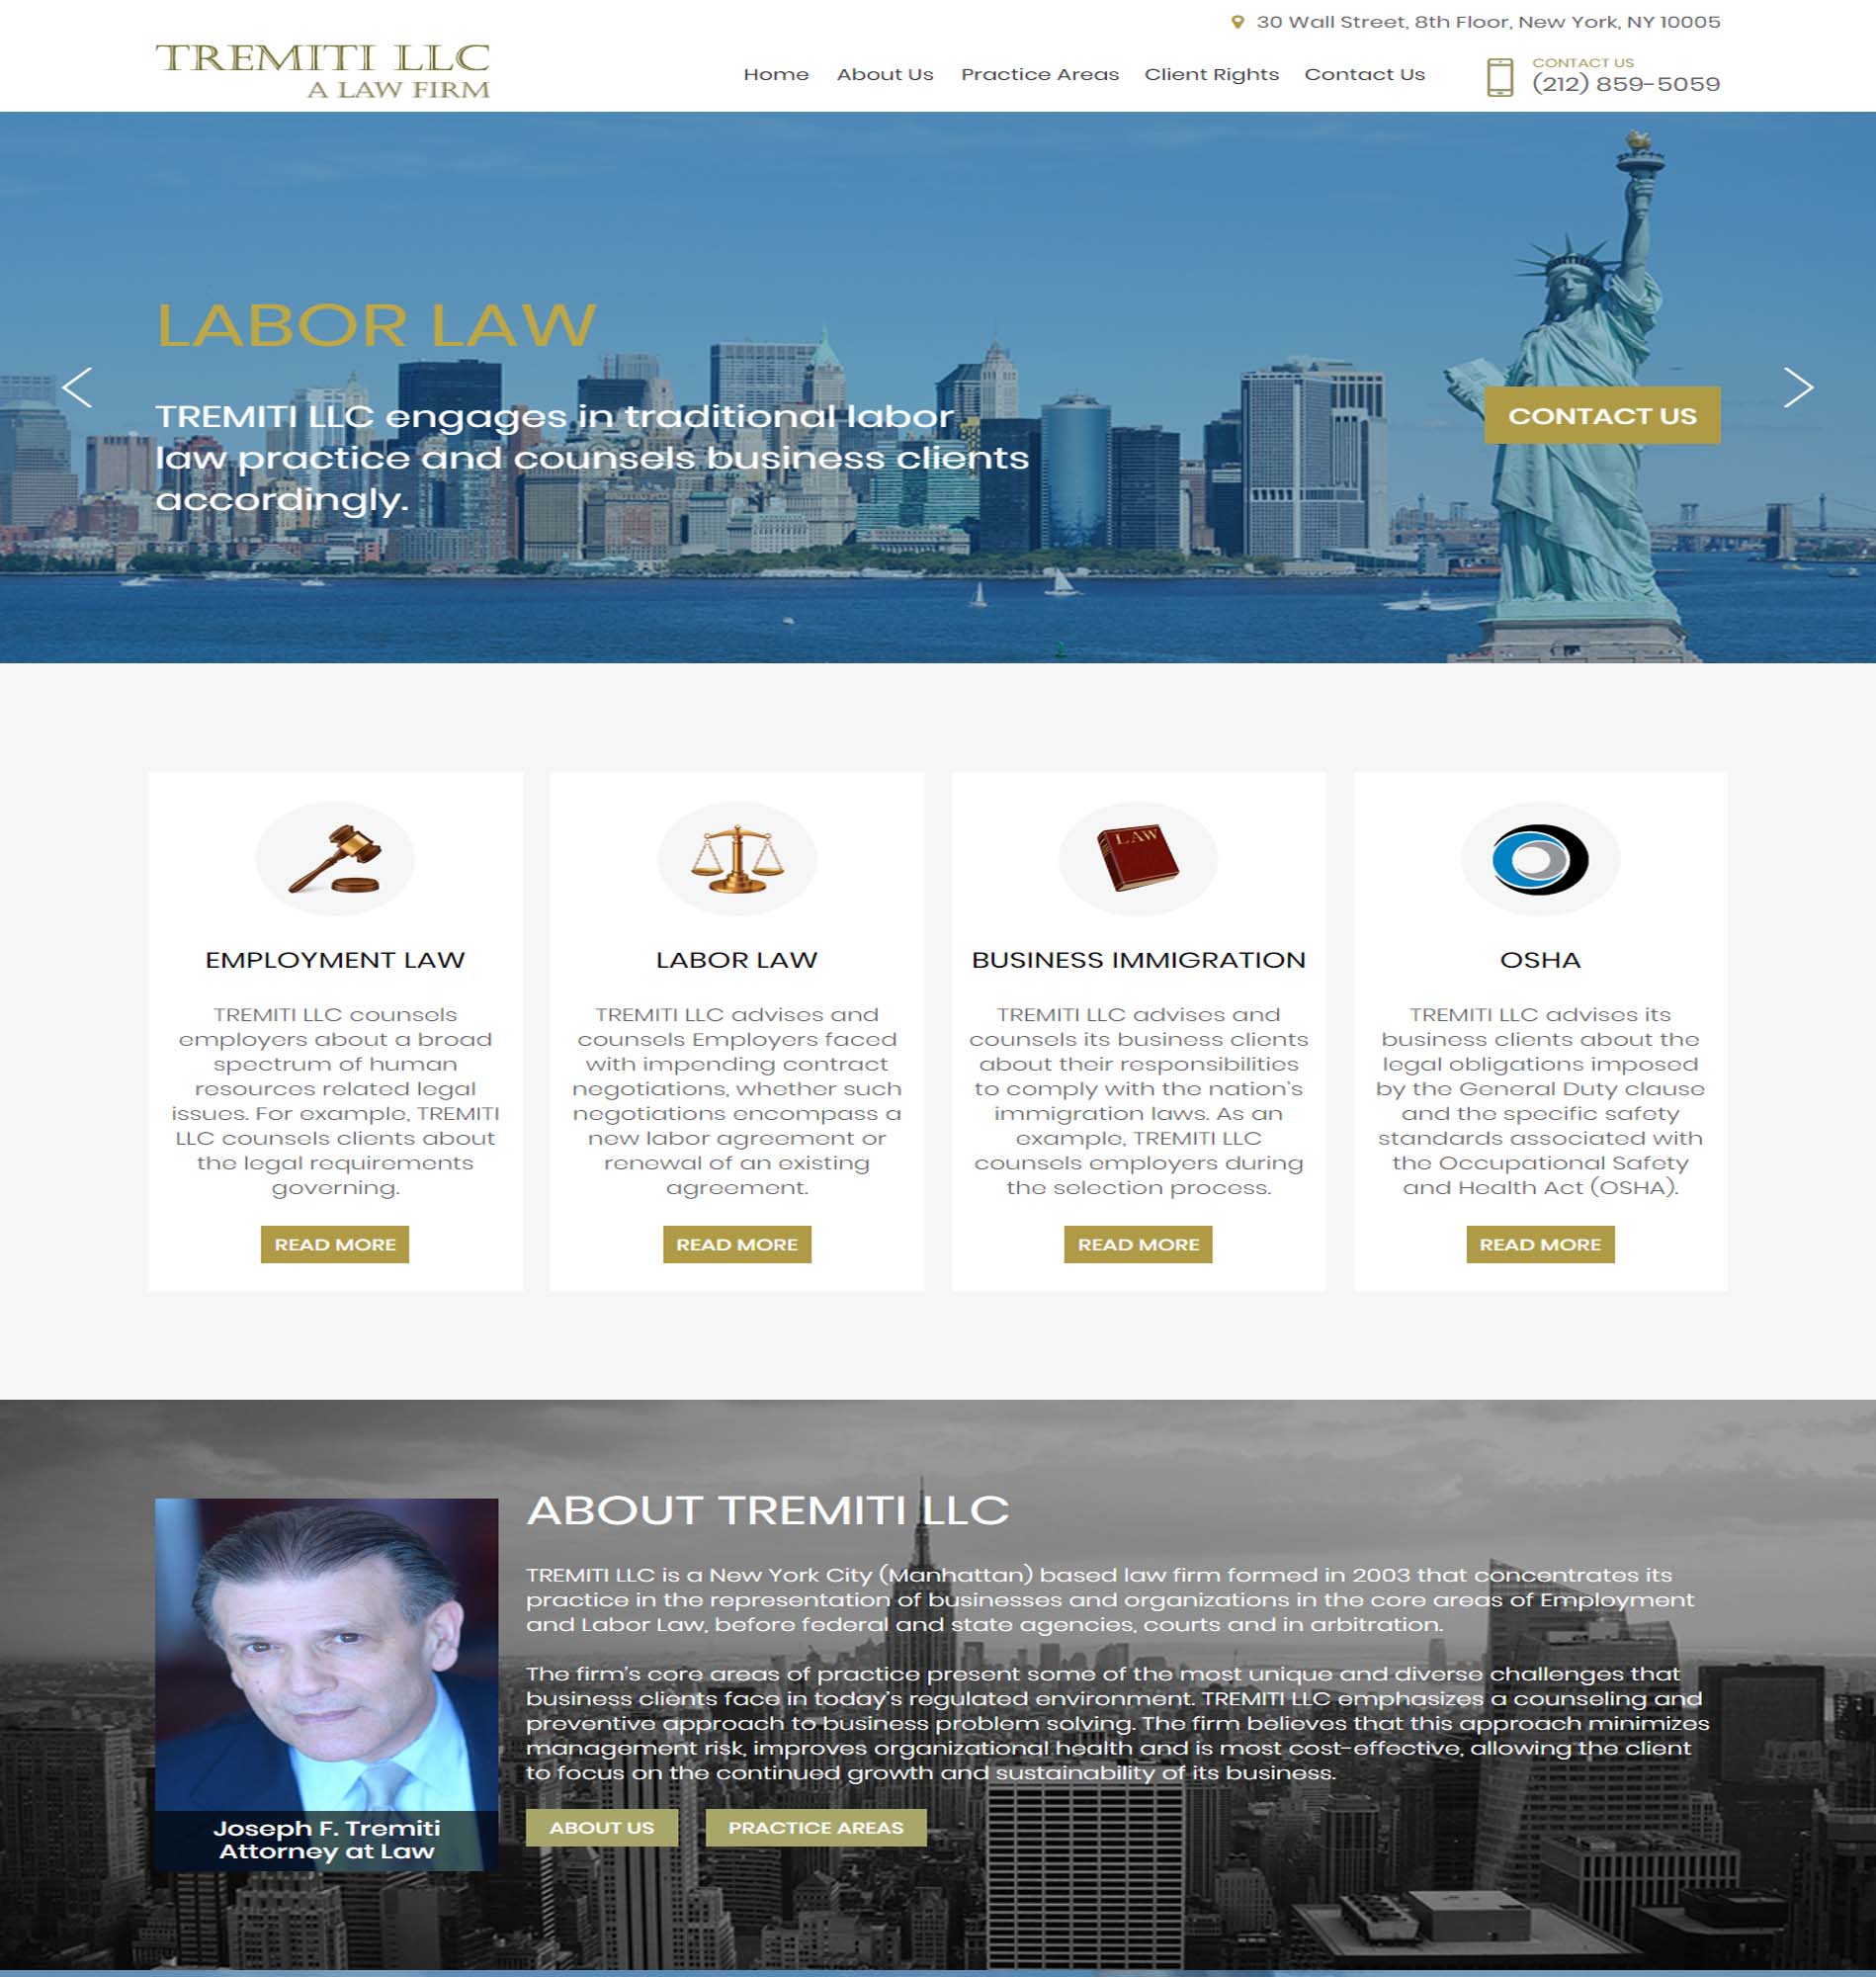 30 Wall Street, 8th Floor, New York, NY 10005
TREMITI LLC
A LAW FIRM
Home About Us Practice Areas Client Rights Contact Us
CONTACT US
(212) 859-5059
LABOR LAW
TREMITI LLC engages in traditional labor
law practice and counsels business clients
accordingly.
CONTACT US
EMPLOYMENT LAW
TREMITI LLC counsels
employers about a broad
spectrum of human
resources related legal
issues. For example, TREMITI
LLC counsels clients about
the legal requirements
governing.
READ MORE
LABOR LAW
TREMITI LLC advises and
counsels Employers faced
with impending contract
negotiations, whether such
negotiations encompass a
new labor agreement or
renewal of an existing
agreement.
READ MORE
LAW
BUSINESS IMMIGRATION
TREMITI LLC advises and
counsels its business clients
about their responsibilities
to comply with the nation's
immigration laws. As an
example, TREMITI LLC
counsels employers during
the selection process.
READ MORE
OSHA
TREMITI LLC advises its
business clients about the
legal obligations imposed
by the General Duty clause
and the specific safety
standards associated with
the Occupational Safety
and Health Act (OSHA).
READ MORE
Joseph F. Tremiti
Attorney at Law
ABOUT TREMITI LLC
TREMITI LLC is a New York City (Manhattan) based law firm formed in 2003 that concentrates its
practice in the representation of businesses and organizations in the core areas of Employment
and Labor Law, before federal and state agencies, courts and in arbitration.
The firm's core areas of practice present some of the most unique and diverse challenges that
business clients face in today's regulated environment. TREMITI LLC emphasizes a counseling and
preventive approach to business problem solving. The firm believes that this approach minimizes
management risk, improves organizational health and is most cost-effective, allowing the client
to focus on the continued growth and sustainability of its business.
ABOUT US
PRACTICE AREAS